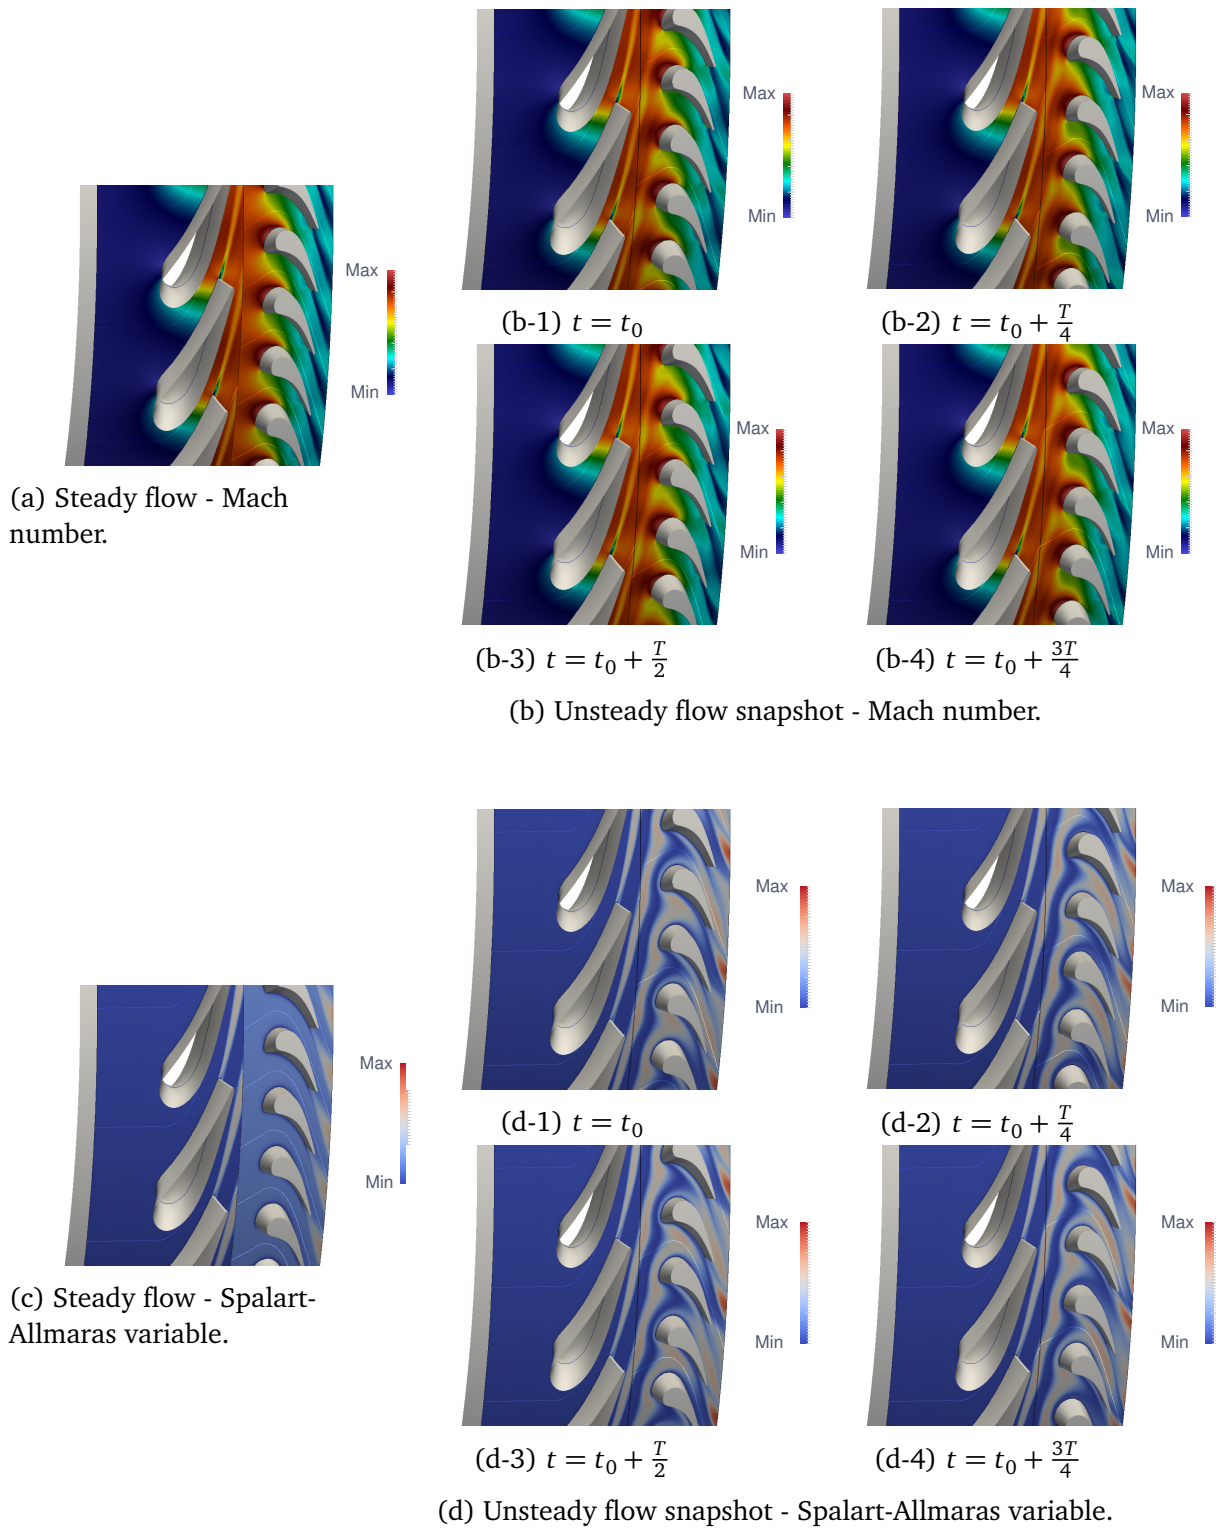 Max
Min
(a) Steady flow - Mach
number.
Max
Min
(b-1) t = t₀
Max
Min
(b-2) t = t₀ + T/4
Max
Min
(b-3) t = t₀ + T/2
Max
Min
(b-4) t = t₀ + 3T/4
(b) Unsteady flow snapshot - Mach number.
Max
Min
(c) Steady flow - Spalart-
Allmaras variable.
Max
Min
(d-1) t = t₀
Max
Min
(d-2) t = t₀ + T/4
Max
Min
(d-3) t = t₀ + T/2
Max
Min
(d-4) t = t₀ + 3T/4
(d) Unsteady flow snapshot - Spalart-Allmaras variable.